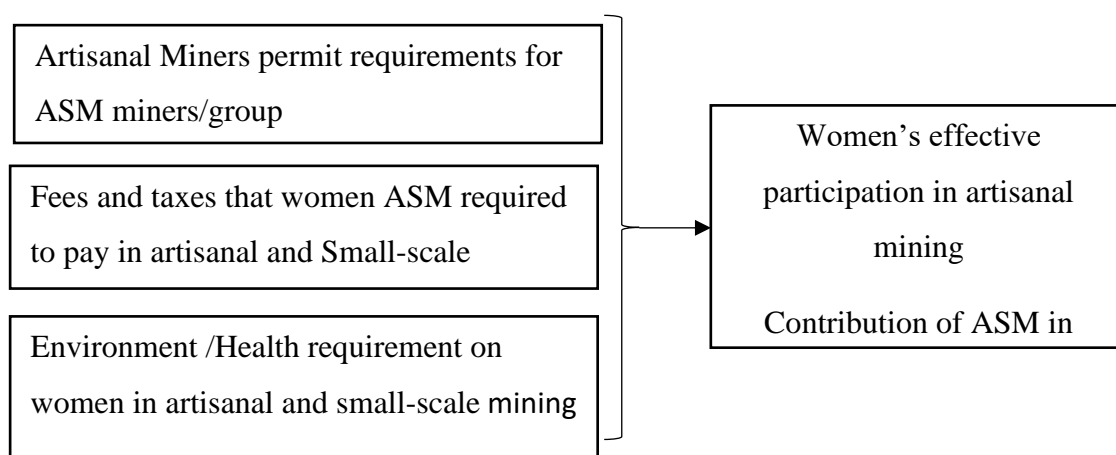 Artisanal Miners permit requirements for
ASM miners/group
Fees and taxes that women ASM required
to pay in artisanal and Small-scale
Environment /Health requirement on
women in artisanal and small-scale mining
Women’s effective
participation in artisanal
mining
Contribution of ASM in